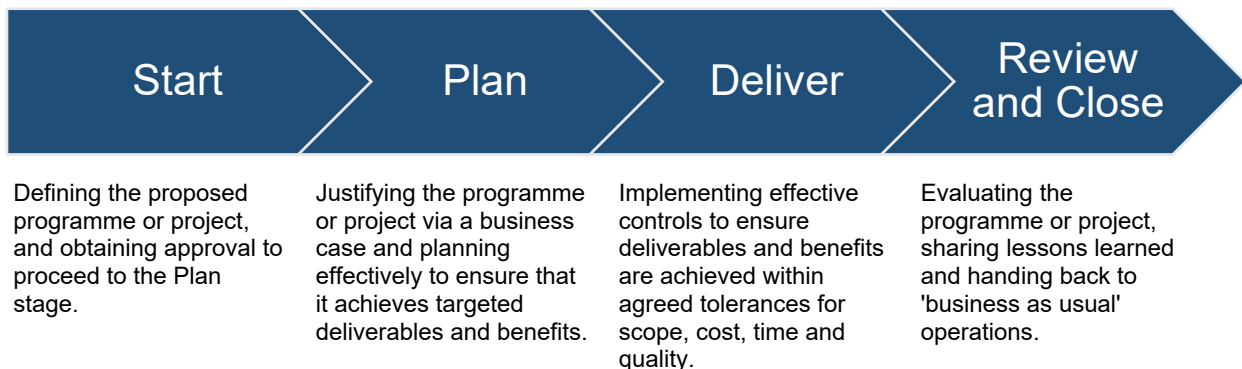 Start
Plan
Deliver
Review
and Close
Defining the proposed
programme or project,
and obtaining approval to
proceed to the Plan
stage.
Justifying the programme
or project via a business
case and planning
effectively to ensure that
it achieves targeted
deliverables and benefits.
Implementing effective
controls to ensure
deliverables and benefits
are achieved within
agreed tolerances for
scope, cost, time and
quality.
Evaluating the
programme or project,
sharing lessons learned
and handing back to
'business as usual'
operations.